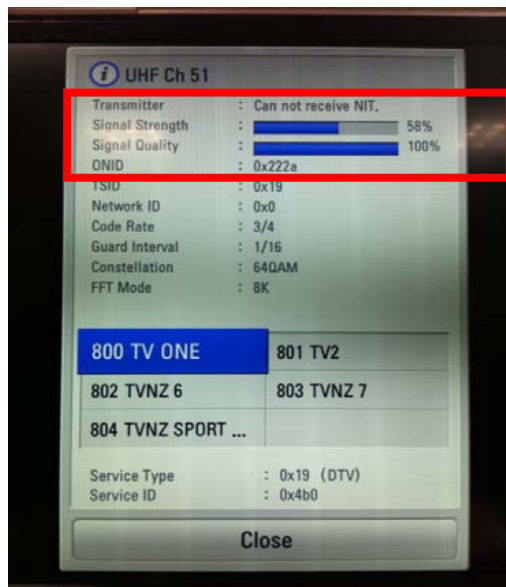 i UHF Ch 51
Transmitter : Can not receive NIT.
Signal Strength : 58%
Signal Quality : 100%
ONID : 0x222a
TSID : 0x19
Network ID : 0x0
Code Rate : 3/4
Guard Interval : 1/16
Constellation : 64QAM
FFT Mode : 8K
800 TV ONE 801 TV2
802 TVNZ 6 803 TVNZ 7
804 TVNZ SPORT ...
Service Type : 0x19 (DTV)
Service ID : 0x4b0
Close